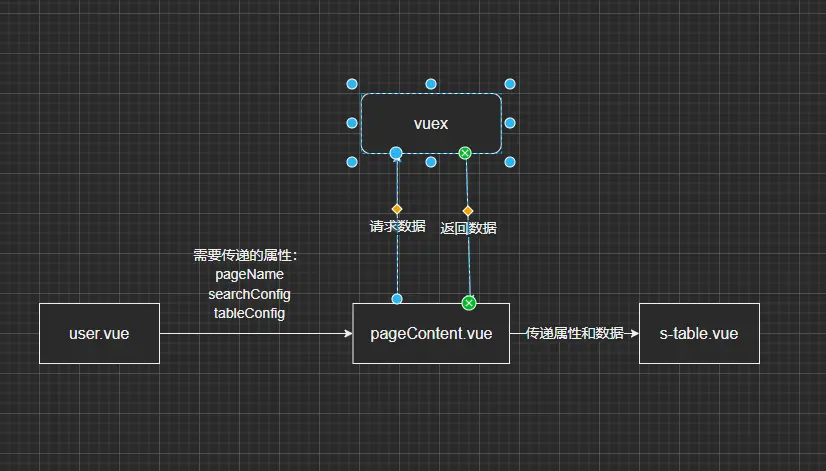 vuex
请求数据
返回数据
需要传递的属性：
pageName
searchConfig
tableConfig
user.vue
pageContent.vue
传递属性和数据
s-table.vue